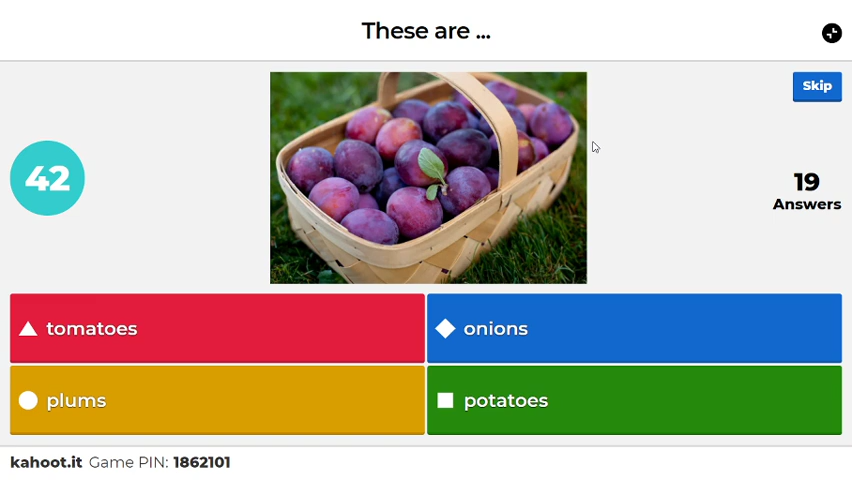 These are ...
Skip
42
19
Answers
tomatoes
onions
plums
potatoes
kahoot.it Game PIN: 1862101